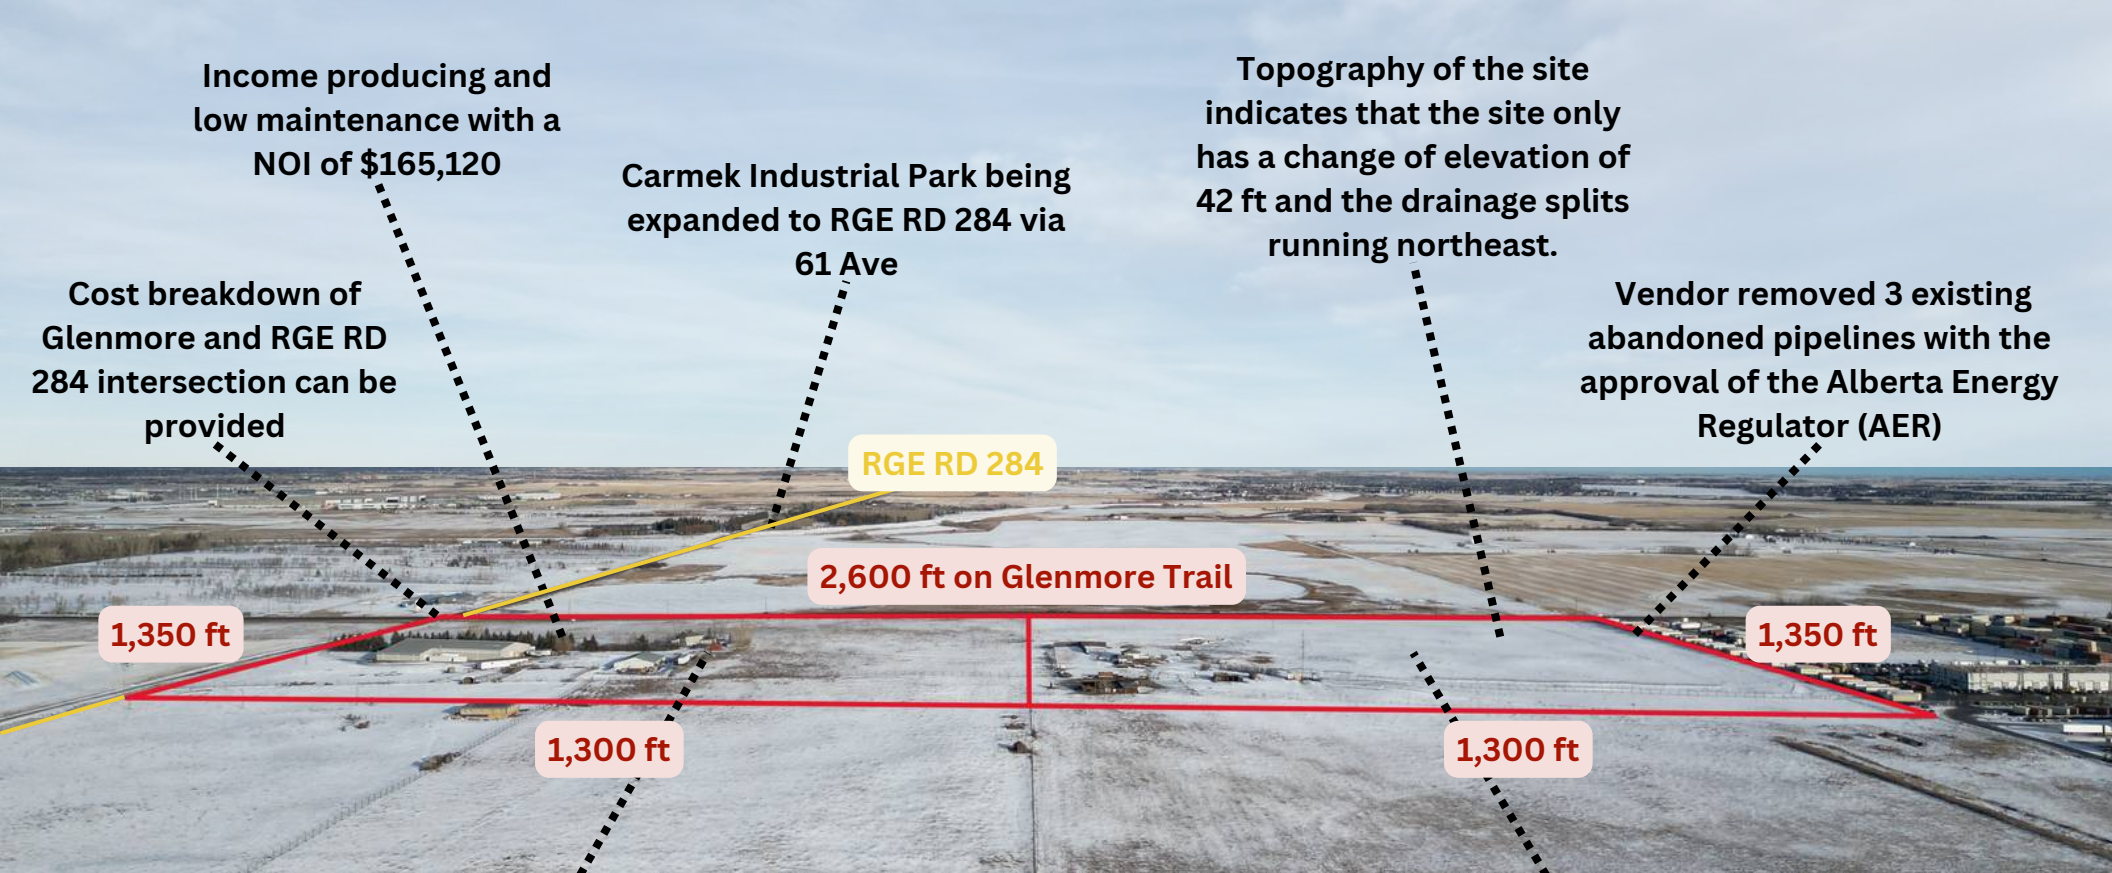 Income producing and
low maintenance with a
NOI of $165,120
Topography of the site
indicates that the site only
has a change of elevation of
42 ft and the drainage splits
running northeast.
Carmek Industrial Park being
expanded to RGE RD 284 via
61 Ave
Cost breakdown of
Glenmore and RGE RD
284 intersection can be
provided
Vendor removed 3 existing
abandoned pipelines with the
approval of the Alberta Energy
Regulator (AER)
RGE RD 284
2,600 ft on Glenmore Trail
1,350 ft
1,350 ft
1,300 ft
1,300 ft